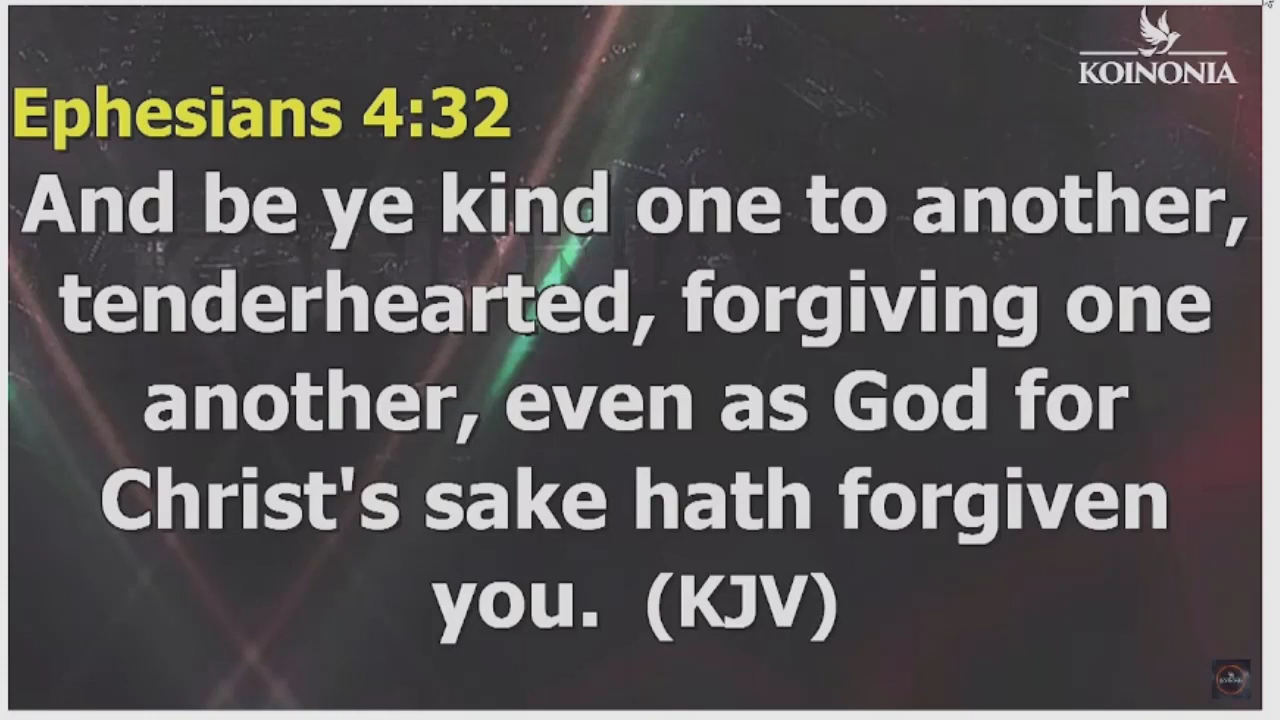 KOINONIA
Ephesians 4:32
And be ye kind one to another,
tenderhearted, forgiving one
another, even as God for
Christ's sake hath forgiven
you. (KJV)